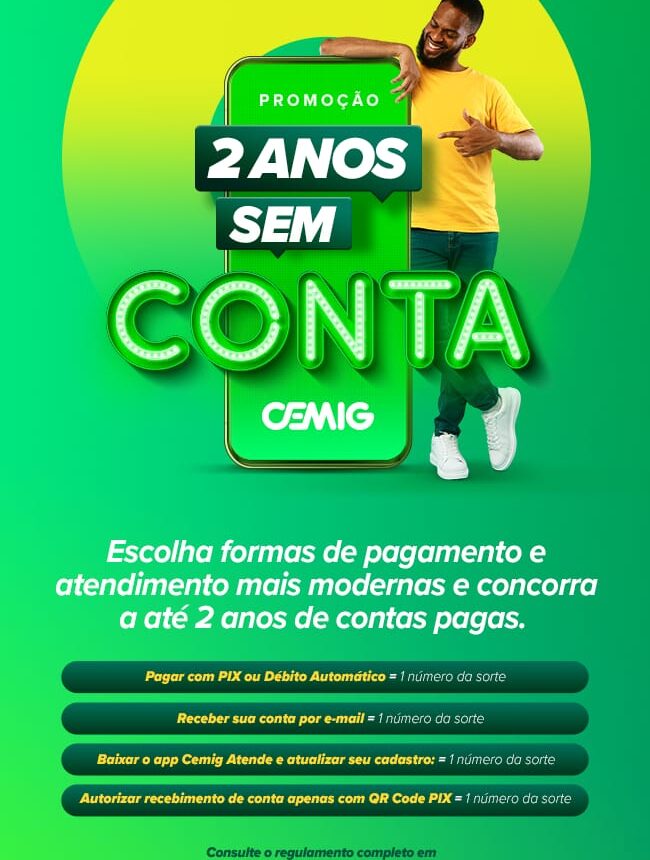 PROMOÇÃO
2 ANOS
SEM
CONTA
CEMIG
Escolha formas de pagamento e
atendimento mais modernas e concorra
a até 2 anos de contas pagas.
Pagar com PIX ou Débito Automático = 1 número da sorte
Receber sua conta por e-mail = 1 número da sorte
Baixar o app Cemig Atende e atualizar seu cadastro: = 1 número da sorte
Autorizar recebimento de conta apenas com QR Code PIX = 1 número da sorte
Consulte o regulamento completo em